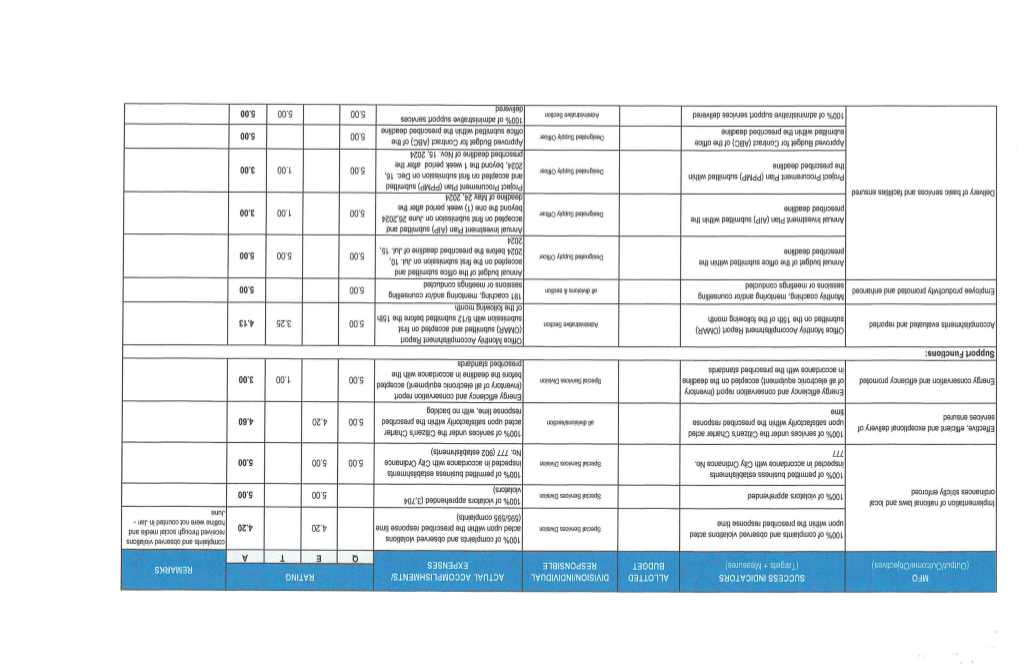 MFO
(Output/Outcome/Objectives)
SUCCESS INDICATORS
(Targets + Measures)
ALLOTTED
BUDGET
DIVISION/INDIVIDUAL
RESPONSIBLE
ACTUAL ACCOMPLISHMENTS/
EXPENSES
RATING
Q E T A
REMARKS
Implementation of national laws and local
ordinances strictly enforced
100% of complaints and observed violations acted
upon within the prescribed response time
Special Services Division
100% of complaints and observed violations
acted upon within the prescribed response time
(595/595 complaints)
4.20 4.20
complaints and observed violations
received through social media and
hotline were not counted in Jan -
June
100% of violators apprehended
Special Services Division
100% of violators apprehended (3,704
violators)
5.00 5.00
100% of permitted business establishments
inspected in accordance with City Ordinance No.
777
Special Services Division
100% of permitted business establishments
inspected in accordance with City Ordinance
No. 777 (902 establishments)
5.00 5.00 5.00
Effective, efficient and exceptional delivery of
services ensured
100% of services under the Citizen's Charter acted
upon satisfactorily within the prescribed response
time
all divisions/section
100% of services under the Citizen's Charter
acted upon satisfactorily within the prescribed
response time, with no backlog
5.00 4.20 4.60
Energy conservation and efficiency promoted
Energy efficiency and conservation report (Inventory
of all electronic equipment) accepted on the deadline
in accordance with the prescribed standards
Special Services Division
Energy efficiency and conservation report
(Inventory of all electronic equipment) accepted
before the deadline in accordance with the
prescribed standards
5.00 1.00 3.00
Support Functions:
Accomplishments evaluated and reported
Office Monthly Accomplishment Report (OMAR)
submitted on the 15th of the following month
Administrative Section
Office Monthly Accomplishment Report
(OMAR) submitted and accepted on first
submission with 6/12 submitted before the 15th
of the following month
5.00 3.25 4.13
Employee productivity promoted and enhanced
Monthly coaching, mentoring and/or counselling
sessions or meetings conducted
all divisions & section
191 coaching, mentoring and/or counselling
sessions or meetings conducted
5.00 5.00
Delivery of basic services and facilities ensured
Annual budget of the office submitted within the
prescribed deadline
Designated Supply Officer
Annual budget of the office submitted and
accepted on the first submission on Jul. 10,
2024 before the prescribed deadline of Jul. 15,
2024
5.00 5.00 5.00
Annual Investment Plan (AIP) submitted within the
prescribed deadline
Designated Supply Officer
Annual Investment Plan (AIP) submitted and
accepted on first submission on June 26,2024
beyond the one (1) week period after the
deadline of May 24, 2024
5.00 1.00 3.00
Project Procurement Plan (PPMP) submitted within
the prescribed deadline
Designated Supply Officer
Project Procurement Plan (PPMP) submitted
and accepted on first submission on Dec. 16,
2024, beyond the 1 week period after the
prescribed deadline of Nov. 15, 2024
5.00 1.00 3.00
Approved Budget for Contract (ABC) of the office
submitted within the prescribed deadline
Designated Supply Officer
Approved Budget for Contract (ABC) of the
office submitted within the prescribed deadline
5.00 5.00
100% of administrative support services delivered
Administrative Section
100% of administrative support services
delivered
5.00 5.00 5.00